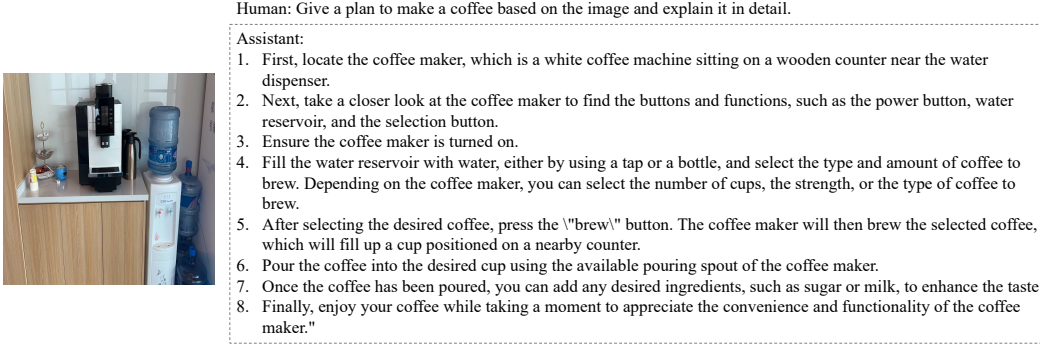 Human: Give a plan to make a coffee based on the image and explain it in detail.
Assistant:
1. First, locate the coffee maker, which is a white coffee machine sitting on a wooden counter near the water
dispenser.
2. Next, take a closer look at the coffee maker to find the buttons and functions, such as the power button, water
reservoir, and the selection button.
3. Ensure the coffee maker is turned on.
4. Fill the water reservoir with water, either by using a tap or a bottle, and select the type and amount of coffee to
brew. Depending on the coffee maker, you can select the number of cups, the strength, or the type of coffee to
brew.
5. After selecting the desired coffee, press the \"brew\" button. The coffee maker will then brew the selected coffee,
which will fill up a cup positioned on a nearby counter.
6. Pour the coffee into the desired cup using the available pouring spout of the coffee maker.
7. Once the coffee has been poured, you can add any desired ingredients, such as sugar or milk, to enhance the taste
8. Finally, enjoy your coffee while taking a moment to appreciate the convenience and functionality of the coffee
maker."